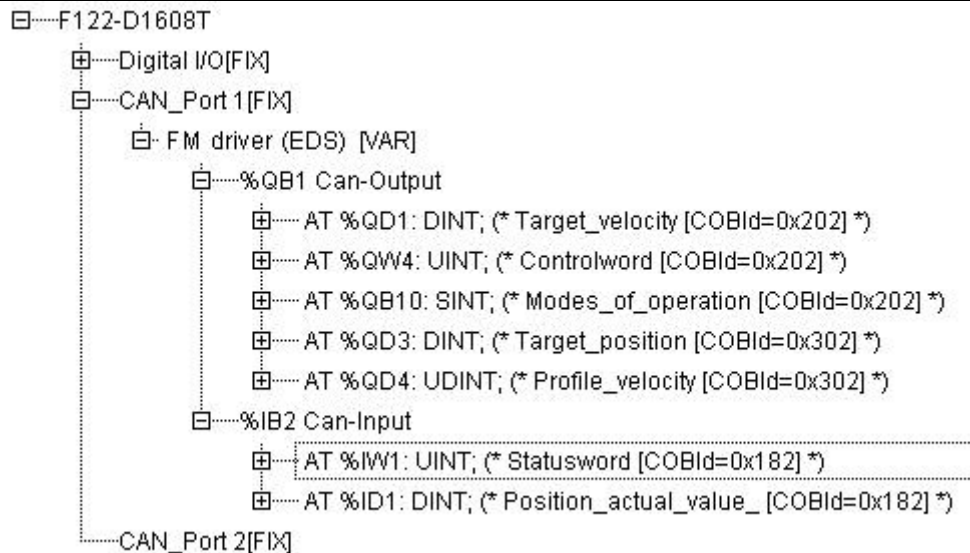 F122-D1608T
Digital I/O[FIX]
CAN_Port 1[FIX]
FM driver (EDS) [VAR]
%QB1 Can-Output
AT %QD1: DINT; (* Target_velocity [COBId=0x202] *)
AT %QW4: UINT; (* Controlword [COBId=0x202] *)
AT %QB10: SINT; (* Modes_of_operation [COBId=0x202] *)
AT %QD3: DINT; (* Target_position [COBId=0x302] *)
AT %QD4: UDINT; (* Profile_velocity [COBId=0x302] *)
%IB2 Can-Input
AT %IW1: UINT; (* Statusword [COBId=0x182] *)
AT %ID1: DINT; (* Position_actual_value_ [COBId=0x182] *)
CAN_Port 2[FIX]